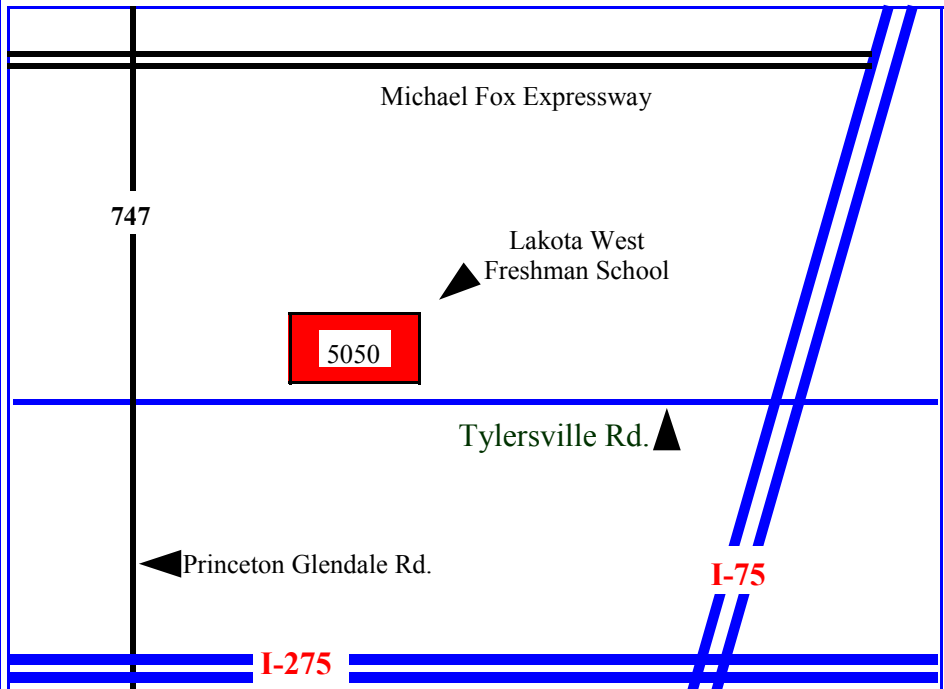 Michael Fox Expressway
747
Lakota West
Freshman School
5050
Tylersville Rd.
Princeton Glendale Rd.
I-75
I-275